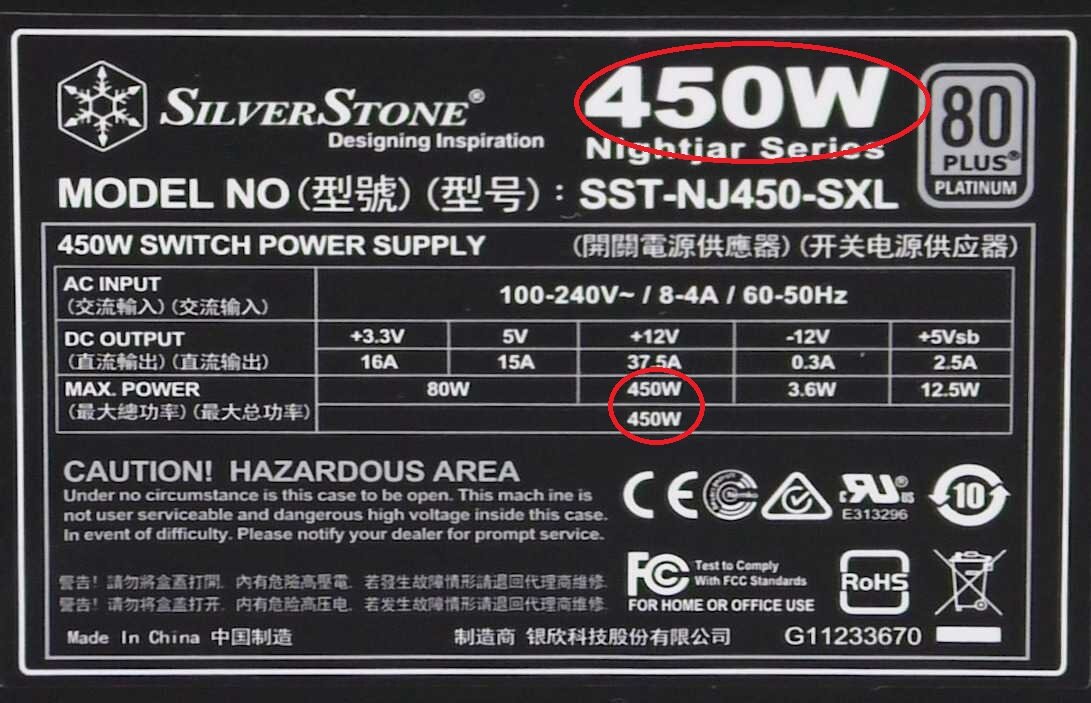 SILVERSTONE®
Designing Inspiration
450W
Nightjar Series
80
PLUS®
PLATINUM
MODEL NO(型號)(型号): SST-NJ450-SXL
450W SWITCH POWER SUPPLY (開關電源供應器)(开关电源供应器)
AC INPUT
(交流輸入)(交流输入)
100-240V~ / 8-4A / 60-50Hz
DC OUTPUT
(直流輸出)(直流输出)
+3.3V 5V +12V -12V +5Vsb
16A 15A 37.5A 0.3A 2.5A
MAX. POWER
(最大總功率)(最大总功率)
80W 450W 3.6W 12.5W
450W
CAUTION! HAZARDOUS AREA
Under no circumstance is this case to be open. This mach ine is
not user serviceable and dangerous high voltage inside this case.
In event of difficulty. Please notify your dealer for prompt service.
警告! 請勿將盒蓋打開, 內有危險高壓電, 若發生故障情形請退回代理商維修.
警告! 请勿将盒盖打开, 内有危险高压电, 若发生故障情形请退回代理商维修.
Made In China 中国制造
制造商 银欣科技股份有限公司
G11233670
CE
RU® US
E313296
10
FC Test to Comply
With FCC Standards
FOR HOME OR OFFICE USE
RoHS